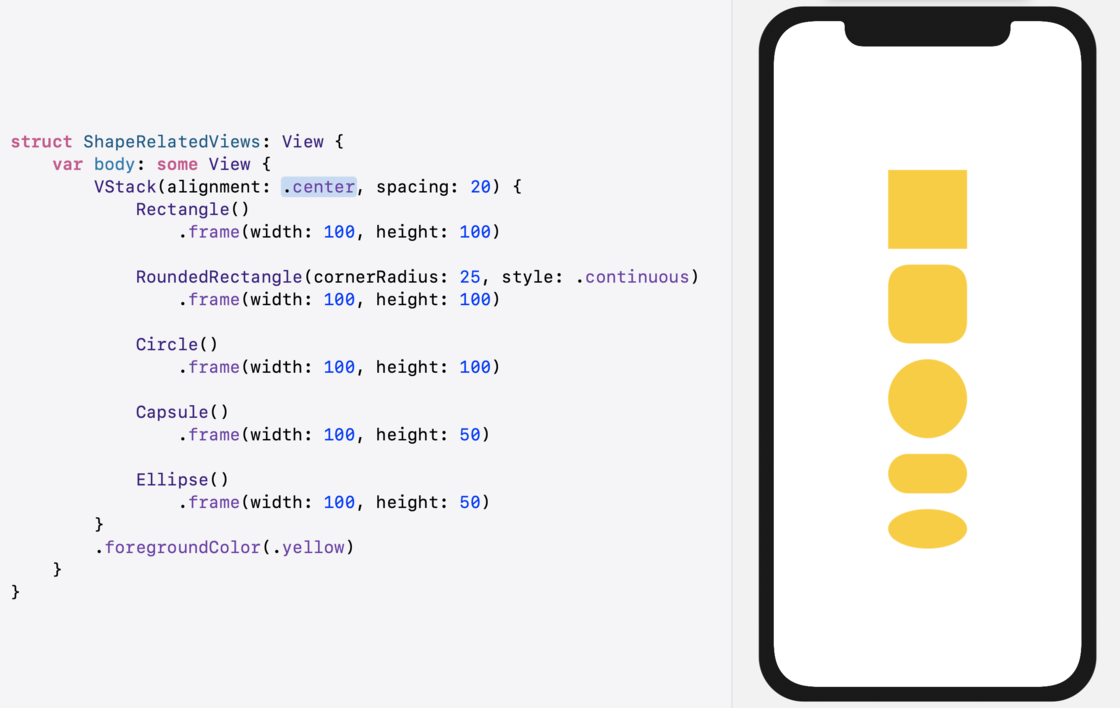 struct ShapeRelatedViews: View {
    var body: some View {
        VStack(alignment: .center, spacing: 20) {
            Rectangle()
                .frame(width: 100, height: 100)
            RoundedRectangle(cornerRadius: 25, style: .continuous)
                .frame(width: 100, height: 100)
            Circle()
                .frame(width: 100, height: 100)
            Capsule()
                .frame(width: 100, height: 50)
            Ellipse()
                .frame(width: 100, height: 50)
        }
        .foregroundColor(.yellow)
    }
}